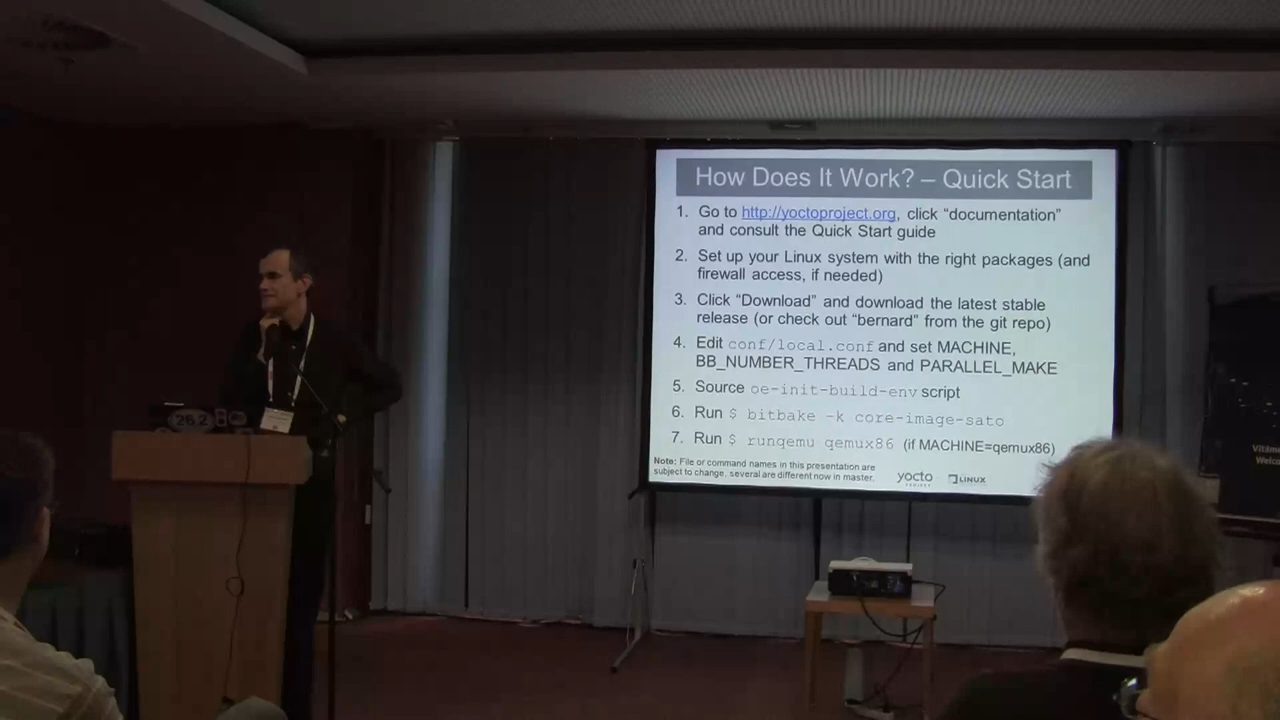 How Does It Work? – Quick Start
1. Go to http://yoctoproject.org, click “documentation”
and consult the Quick Start guide
2. Set up your Linux system with the right packages (and
firewall access, if needed)
3. Click “Download” and download the latest stable
release (or check out “bernard” from the git repo)
4. Edit conf/local.conf and set MACHINE,
BB_NUMBER_THREADS and PARALLEL_MAKE
5. Source oe-init-build-env script
6. Run $ bitbake -k core-image-sato
7. Run $ runqemu qemux86 (if MACHINE=qemux86)
Note: File or command names in this presentation are
subject to change, several are different now in master.
yocto
PROJECT
LINUX
26.2